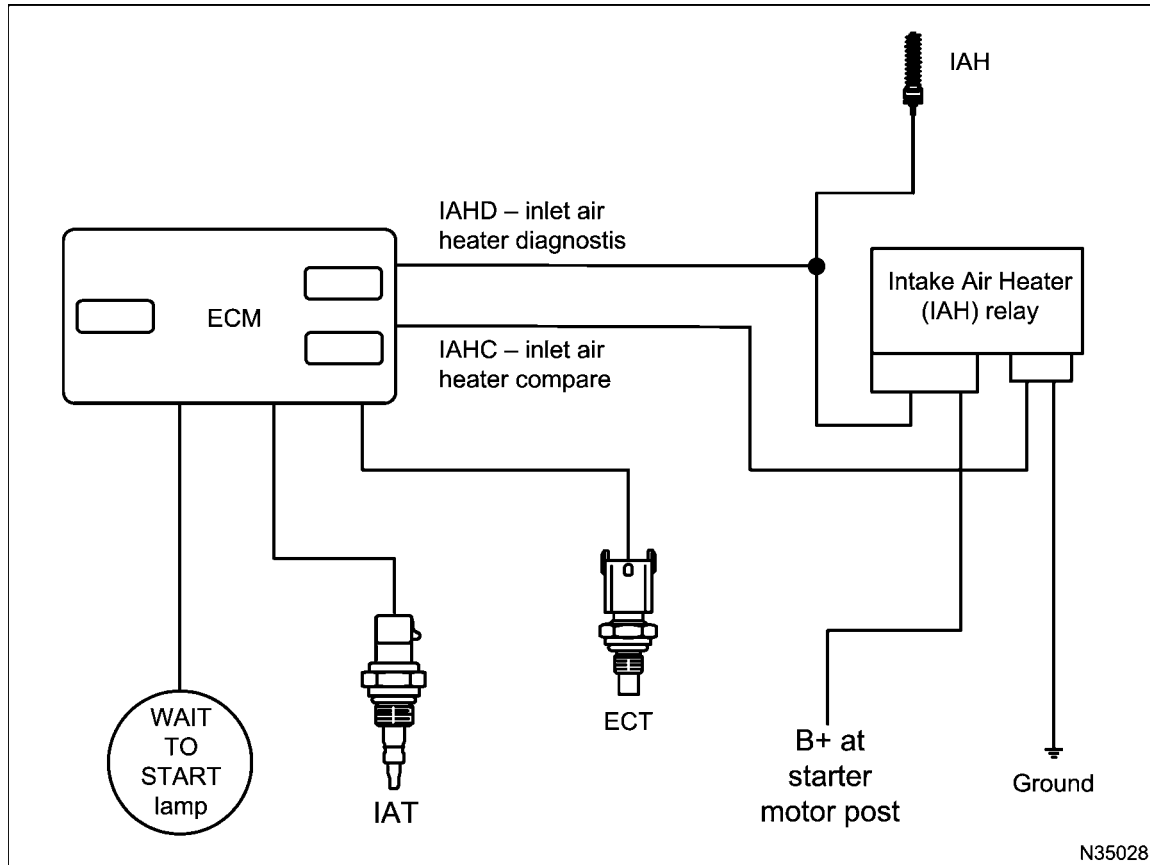 IAH
IAHD – inlet air
heater diagnostis
Intake Air Heater
(IAH) relay
ECM
IAHC – inlet air
heater compare
WAIT
TO
START
lamp
IAT
ECT
B+ at
starter
motor post
Ground
N35028